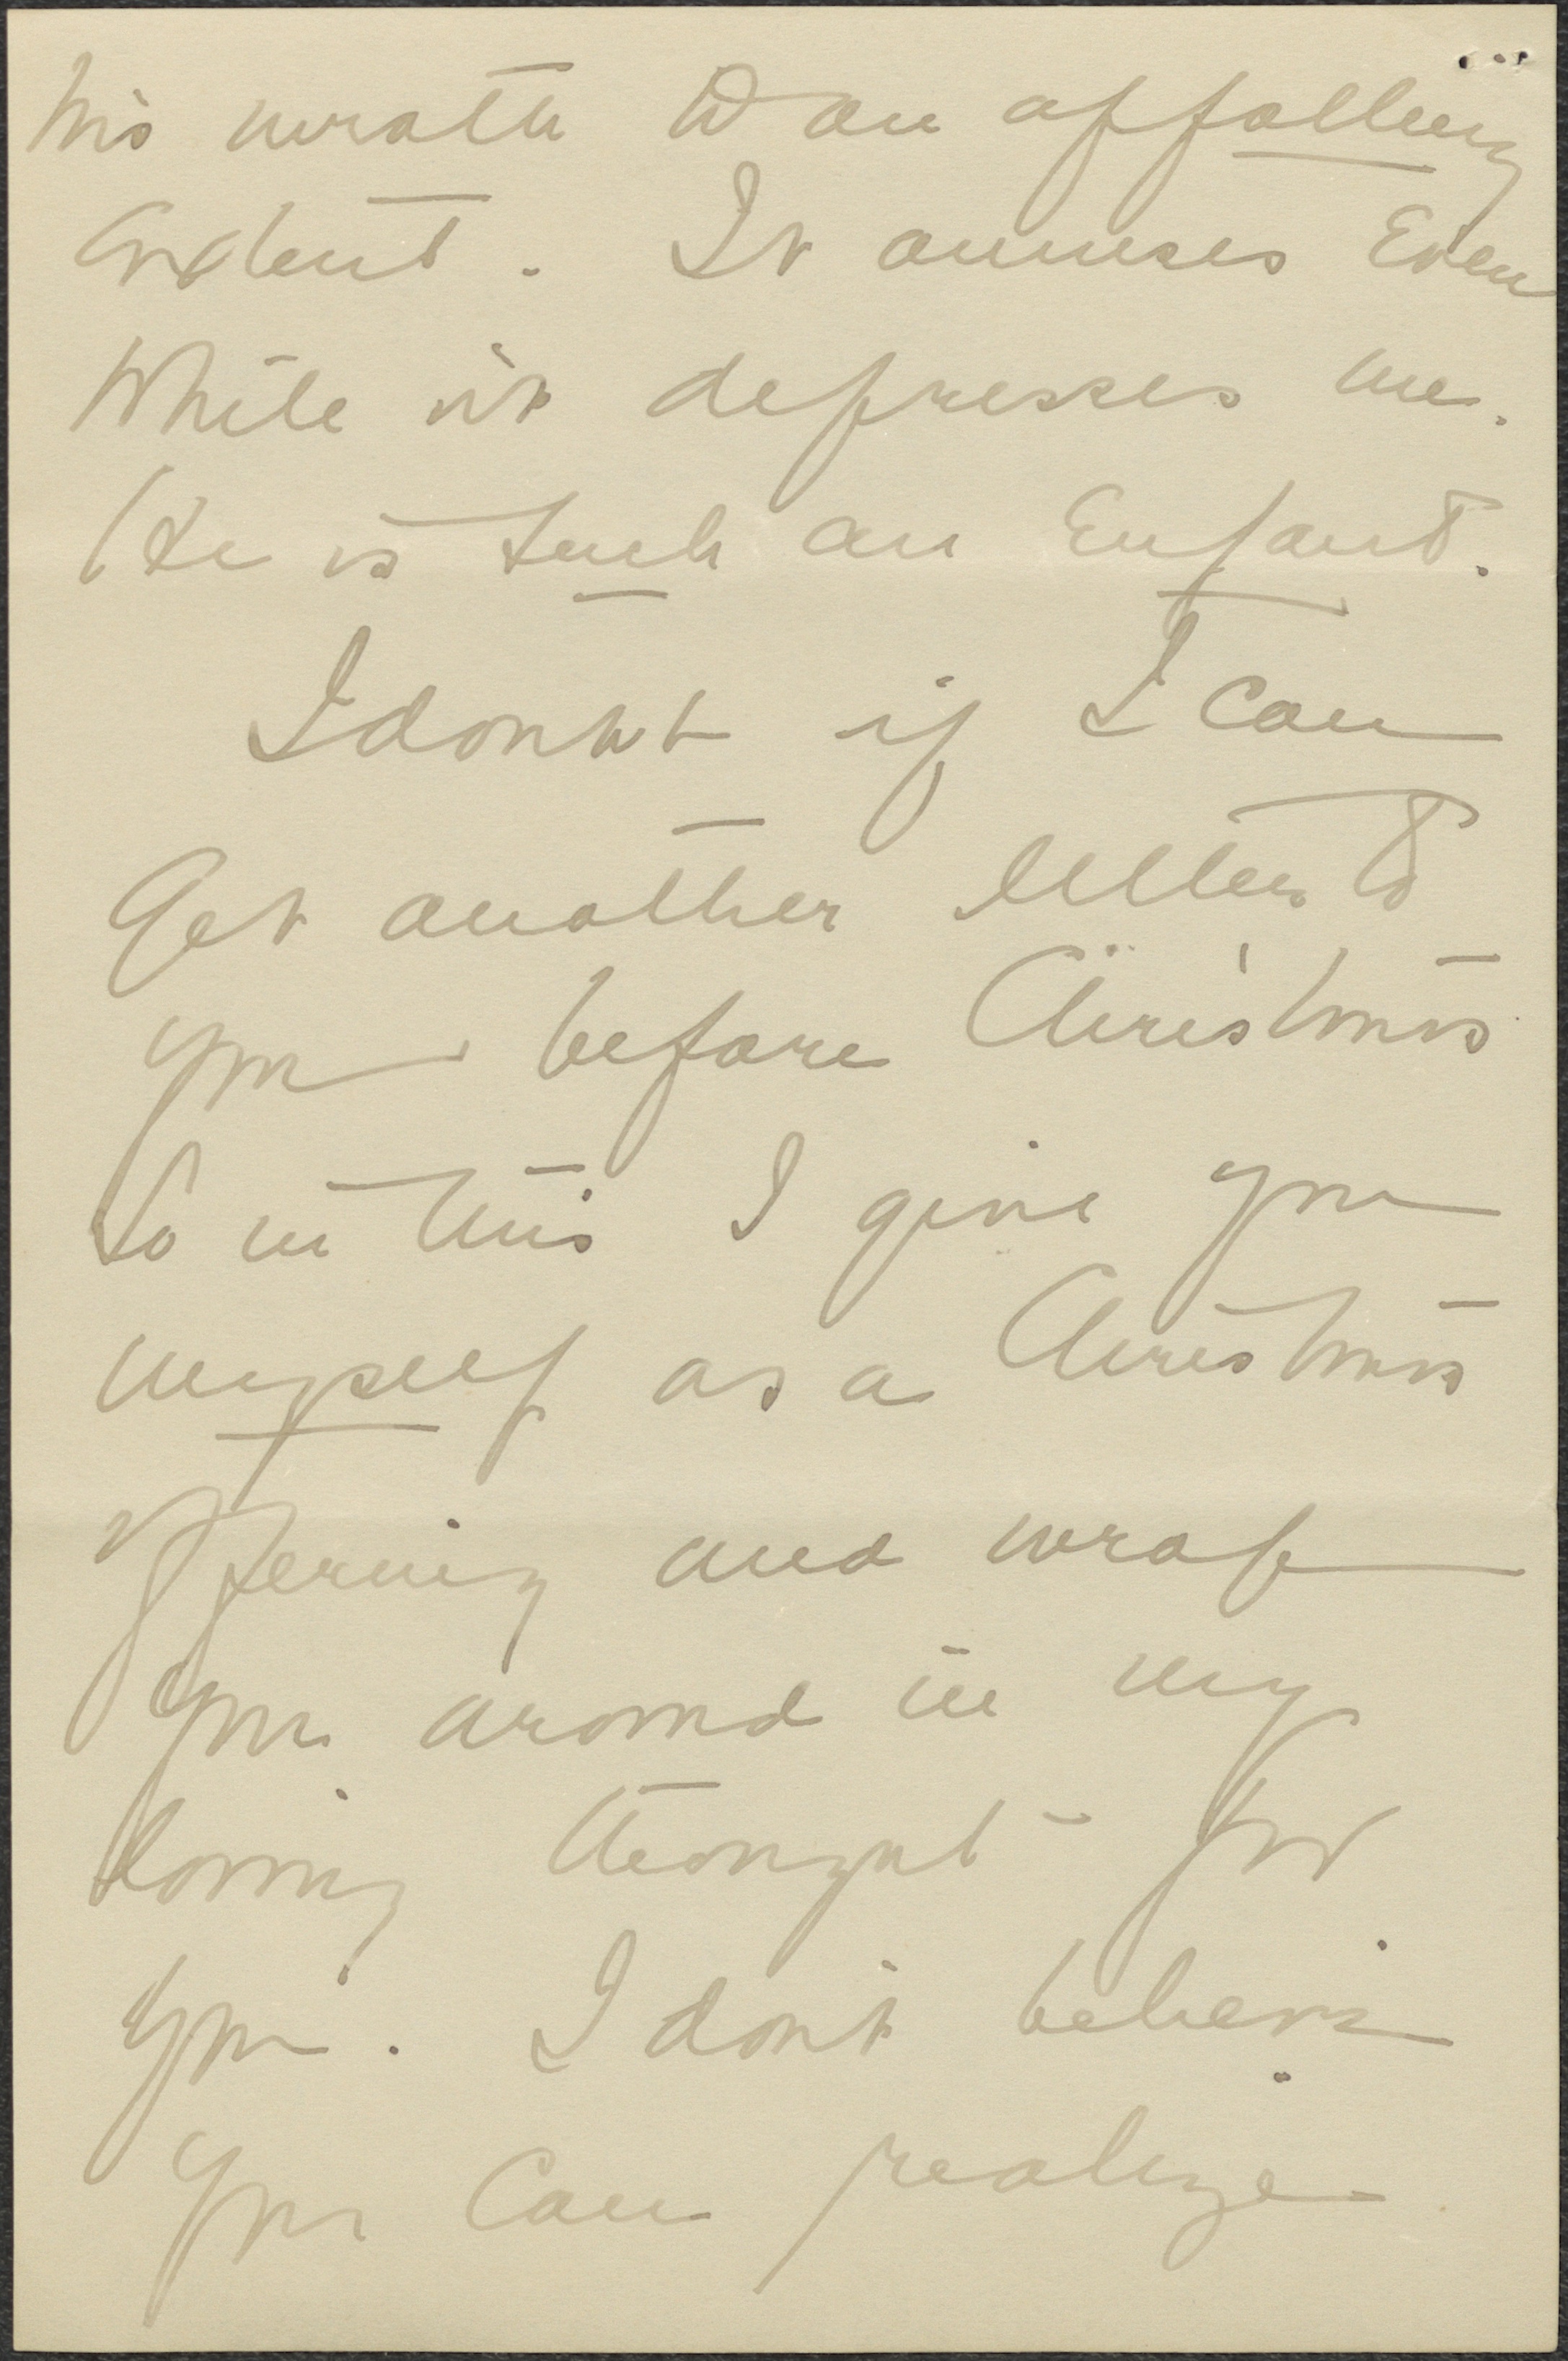 his wrath to an appalling
extent. It amuses Even
while it depresses me.
He is such an Enfant.
I doubt if I can
Get another letter to
you before Christmas
So in this I give you
myself as a Christmas
offering and wrap
you around in my
loving thought for
you. I don't believe
you can realize